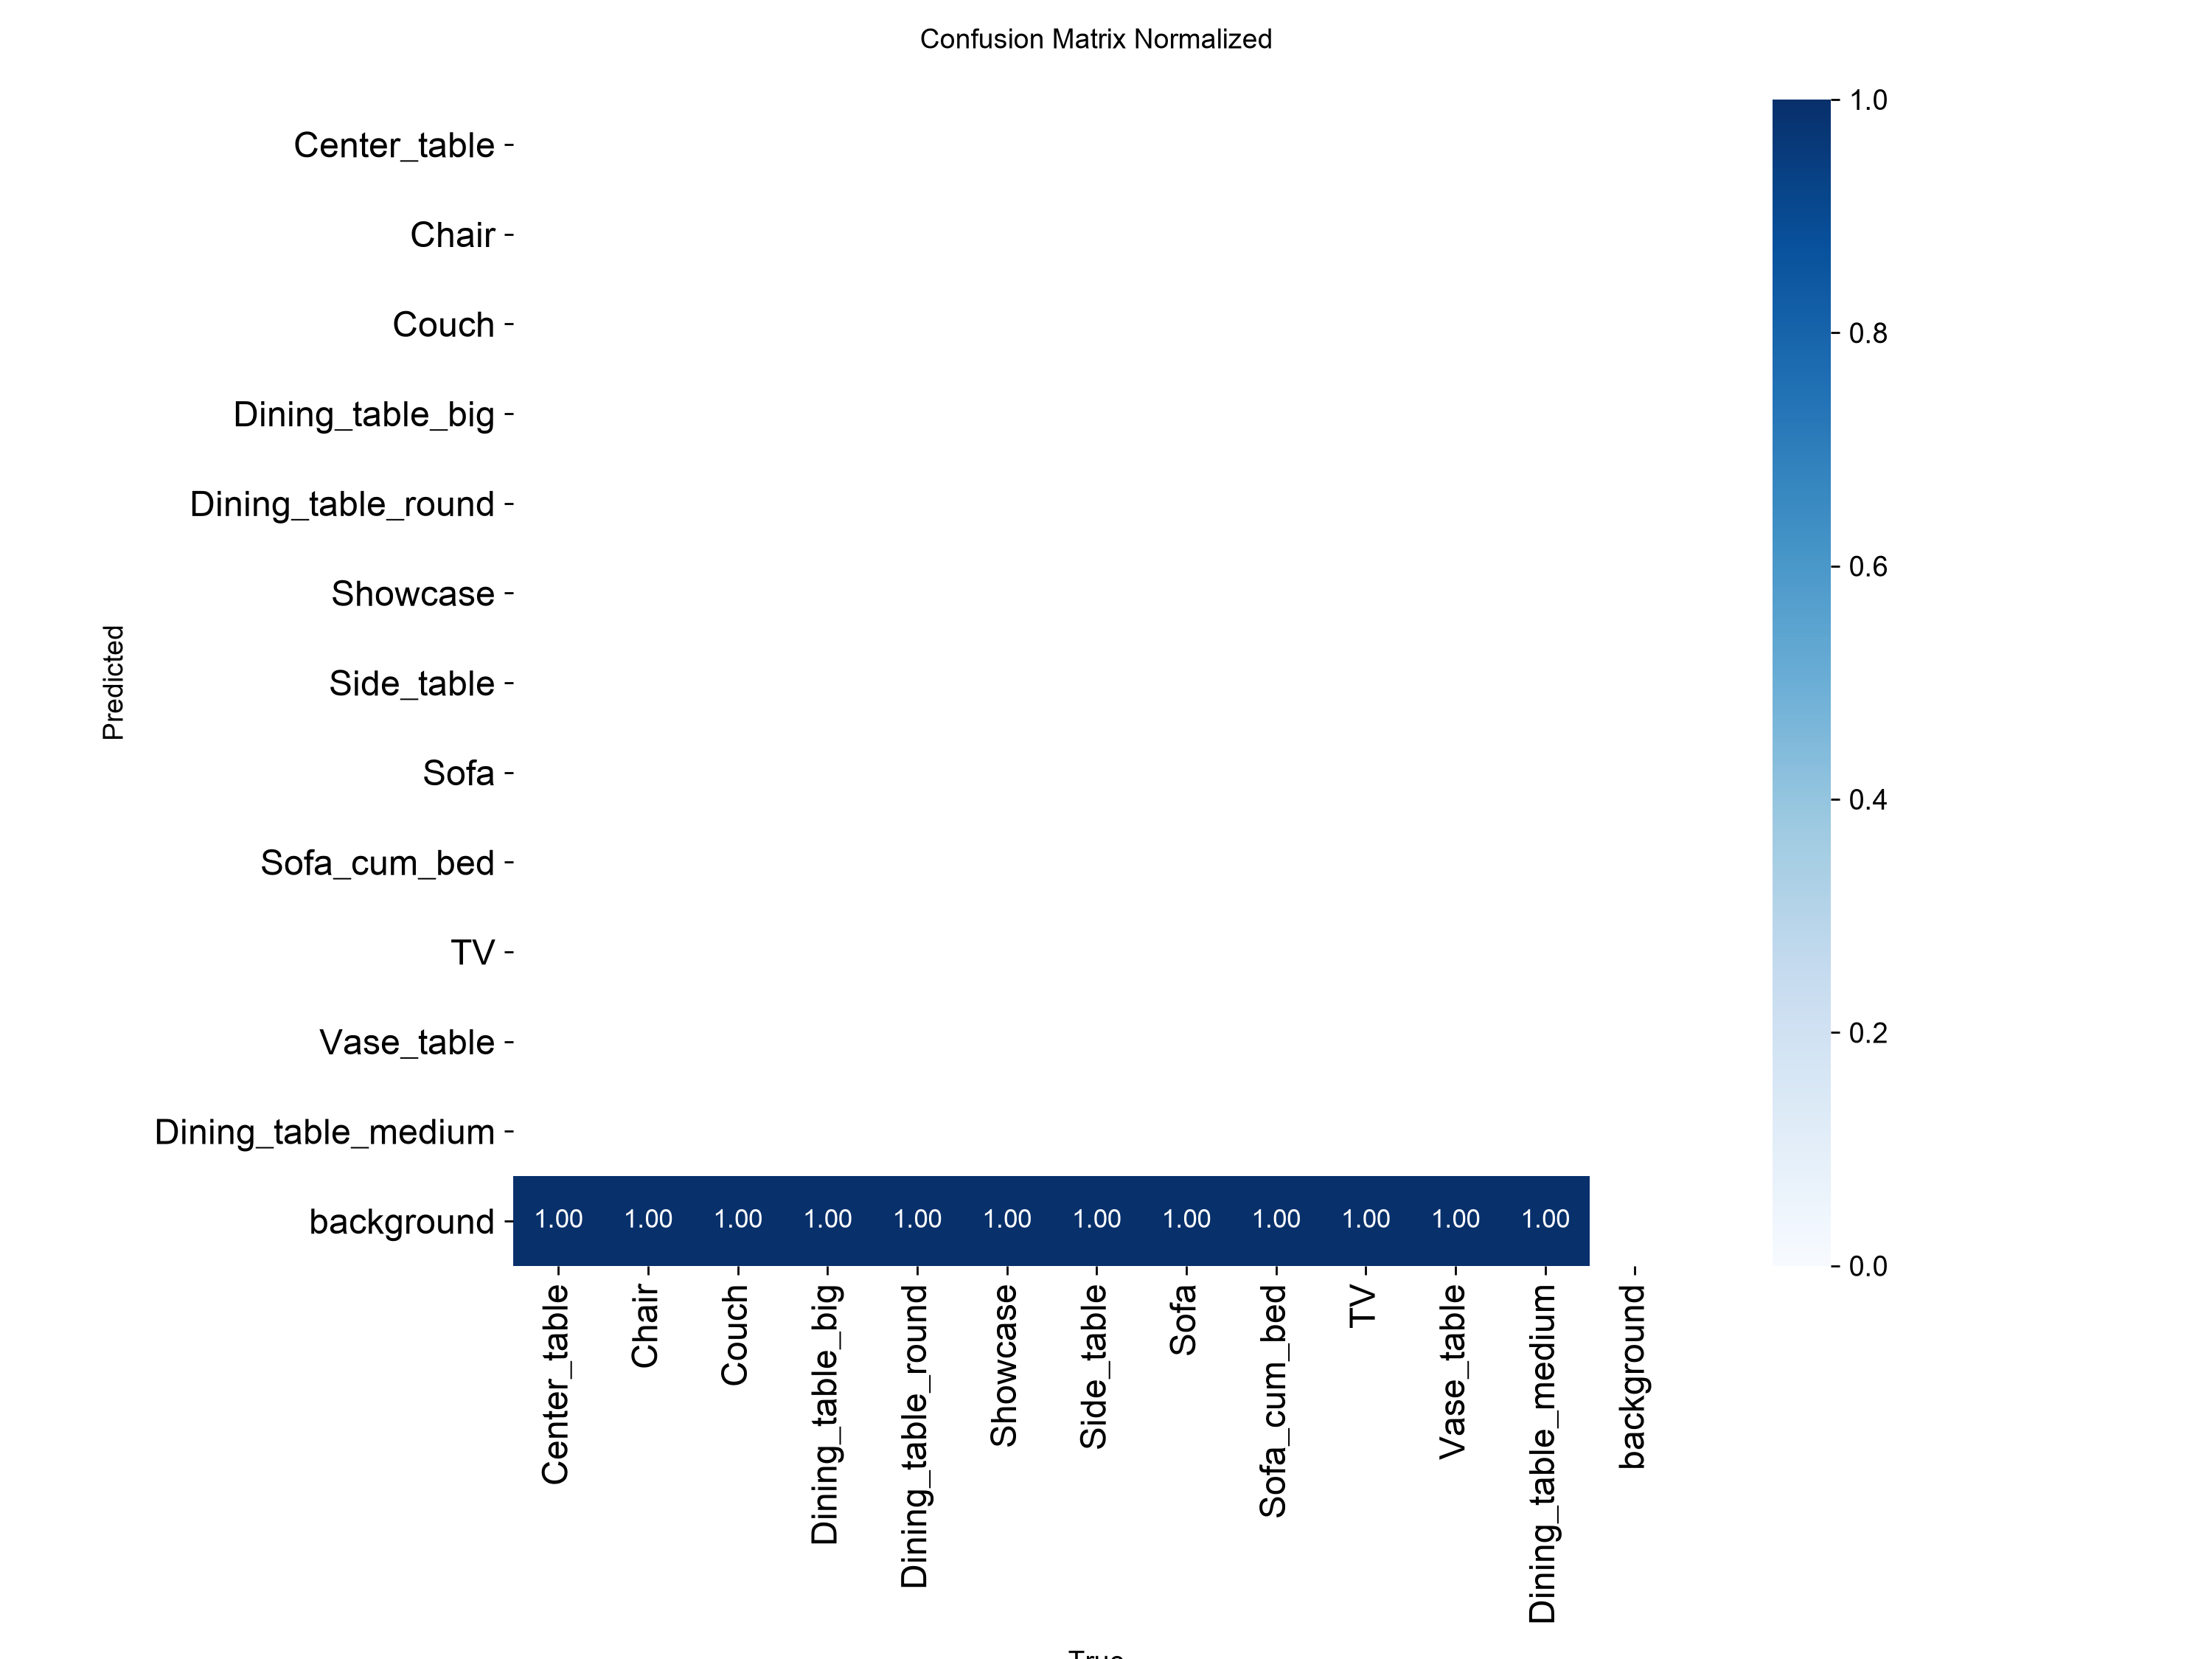 Confusion Matrix Normalized
Center_table
Chair
Couch
Dining_table_big
Dining_table_round
Showcase
Side_table
Sofa
Sofa_cum_bed
TV
Vase_table
Dining_table_medium
background
Predicted
1.00 1.00 1.00 1.00 1.00 1.00 1.00 1.00 1.00 1.00 1.00 1.00
Center_table
Chair
Couch
Dining_table_big
Dining_table_round
Showcase
Side_table
Sofa
Sofa_cum_bed
TV
Vase_table
Dining_table_medium
background
True
1.0
0.8
0.6
0.4
0.2
0.0